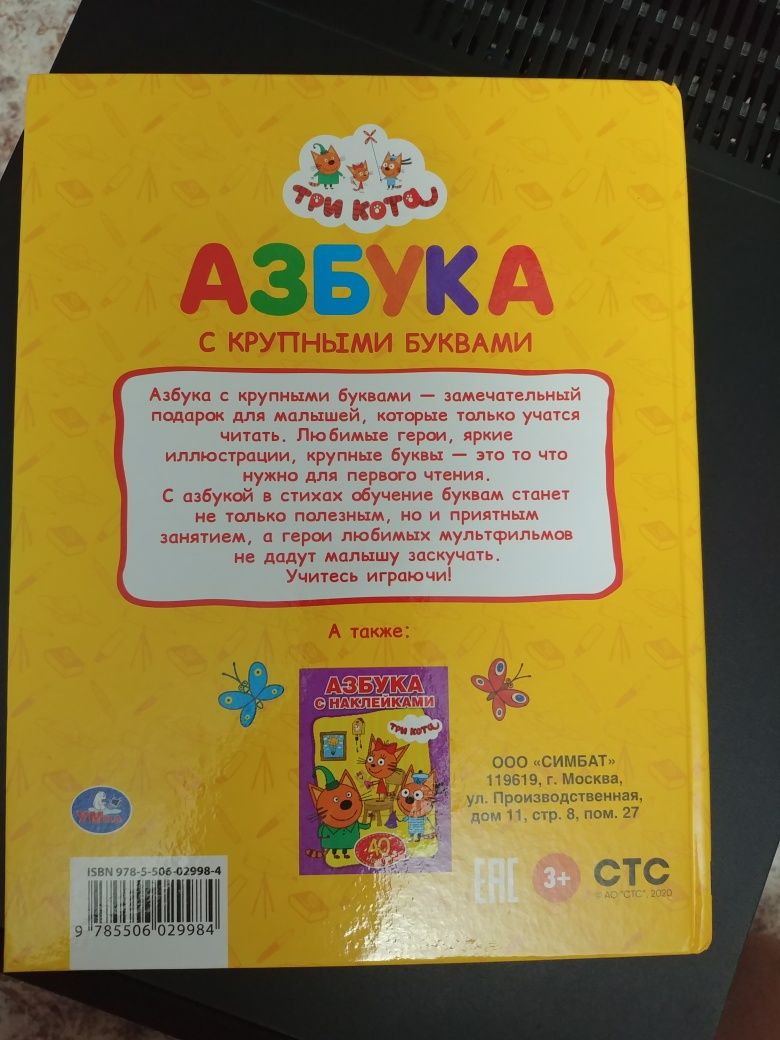 ТРИ КОТА
АЗБУКА
С КРУПНЫМИ БУКВАМИ
Азбука с крупными буквами — замечательный
подарок для малышей, которые только учатся
читать. Любимые герои, яркие
иллюстрации, крупные буквы — это то что
нужно для первого чтения.
С азбукой в стихах обучение буквам станет
не только полезным, но и приятным
занятием, а герои любимых мультфильмов
не дадут малышу заскучать.
Учитесь играючи!
А также:
АЗБУКА
С НАКЛЕЙКАМИ
ТРИ КОТА
40
ООО «СИМБАТ»
119619, г. Москва,
ул. Производственная,
дом 11, стр. 8, пом. 27
УМка
ISBN 978-5-506-02998-4
9 785506 029984
EAC
3+
СТС
© АО "СТС", 2020